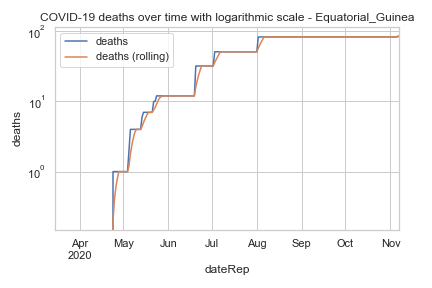 COVID-19 deaths over time with logarithmic scale - Equatorial_Guinea
deaths
deaths (rolling)
10²
10¹
10⁰
deaths
Apr May Jun Jul Aug Sep Oct Nov
2020
dateRep